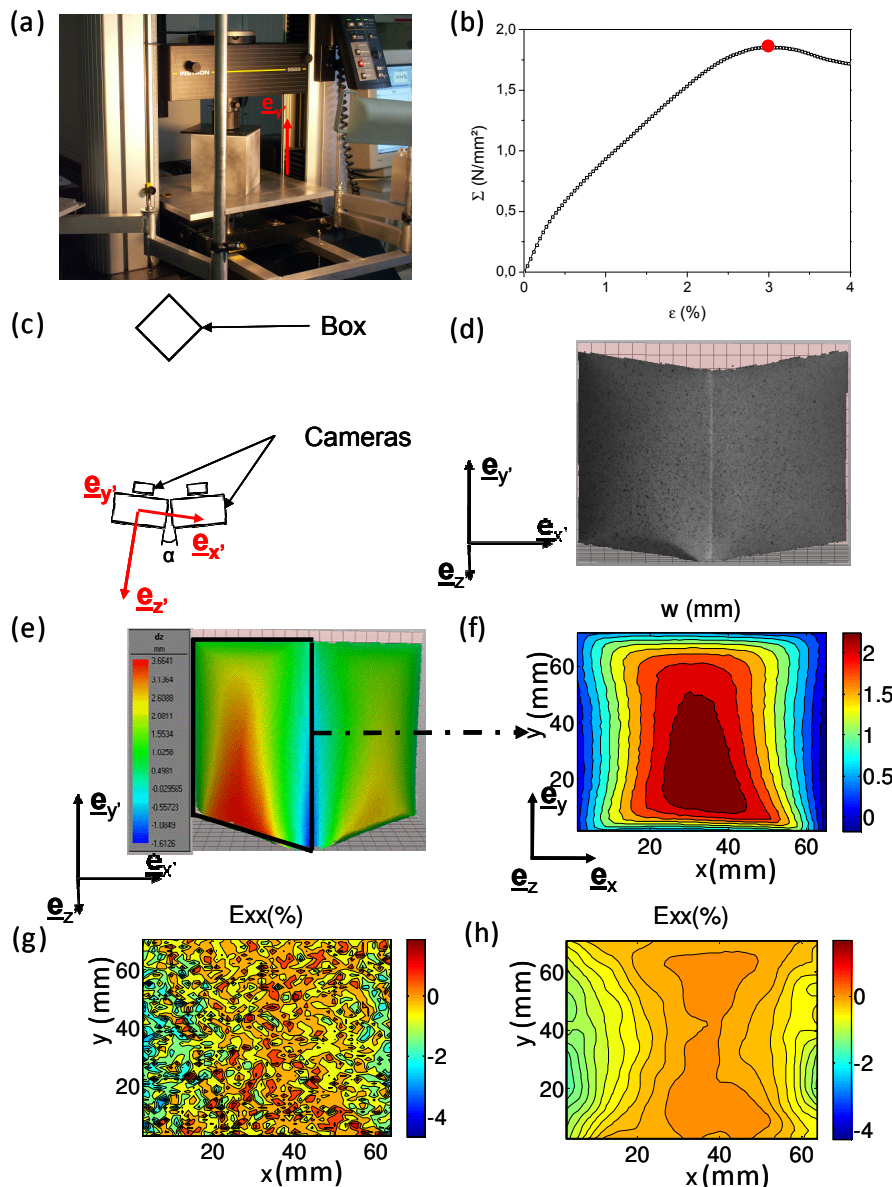 (a)
INSTRON 5569
e_y'
(b)
2,0
1,5
1,0
0,5
0,0
0 1 2 3 4
Σ (N/mm²)
ε (%)
(c)
Box
Cameras
e_y'
e_x'
α
e_z'
(d)
e_y'
e_x'
e_z'
(e)
dz
mm
3.6641
3.1364
2.6088
2.0811
1.5534
1.0258
0.4981
-0.029565
-0.55723
-1.0849
-1.6126
e_y'
e_x'
e_z'
(f)
w (mm)
60
40
20
y (mm)
20 40 60
x (mm)
2
1.5
1
0.5
0
e_y
e_z
e_x
(g)
Exx(%)
60
40
20
y (mm)
20 40 60
x (mm)
0
-2
-4
(h)
Exx(%)
60
40
20
y (mm)
20 40 60
x (mm)
0
-2
-4